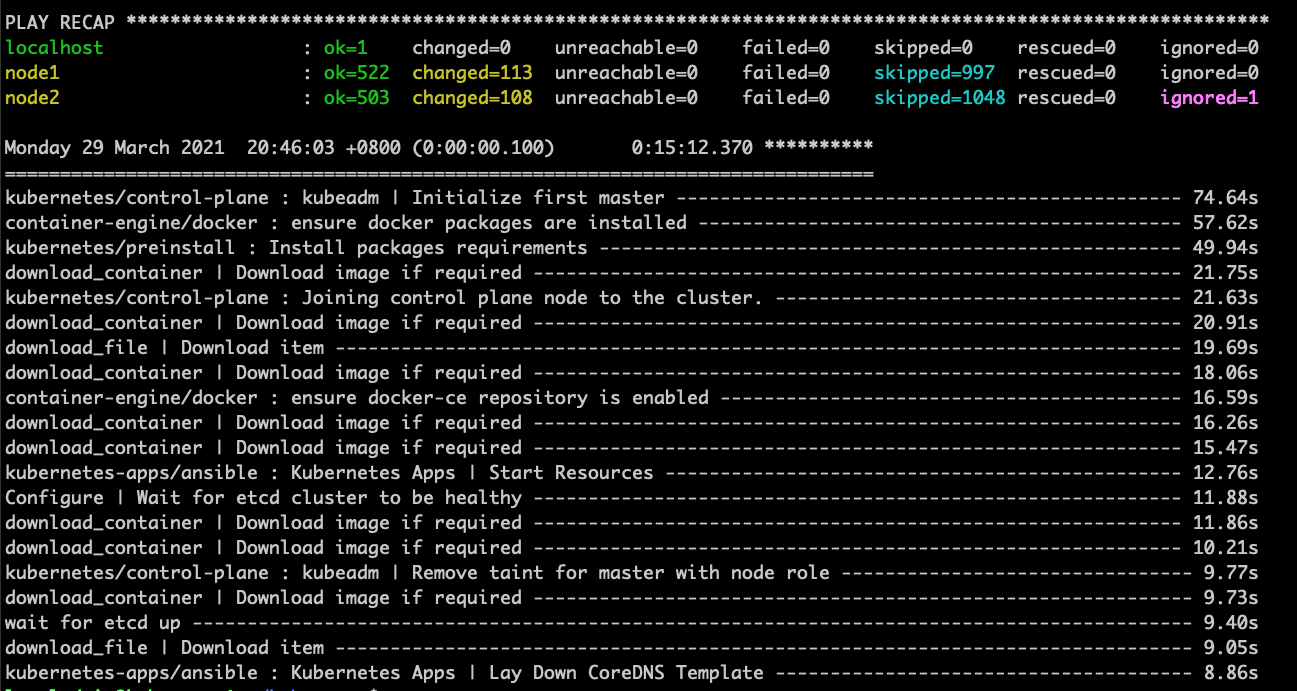 PLAY RECAP *********************************************************************************************************
localhost                  : ok=1    changed=0    unreachable=0    failed=0    skipped=0    rescued=0    ignored=0
node1                      : ok=522  changed=113  unreachable=0    failed=0    skipped=997  rescued=0    ignored=0
node2                      : ok=503  changed=108  unreachable=0    failed=0    skipped=1048 rescued=0    ignored=1
Monday 29 March 2021  20:46:03 +0800 (0:00:00.100)       0:15:12.370 **********
===============================================================================
kubernetes/control-plane : kubeadm | Initialize first master ---------------------------------------------- 74.64s
container-engine/docker : ensure docker packages are installed -------------------------------------------- 57.62s
kubernetes/preinstall : Install packages requirements ----------------------------------------------------- 49.94s
download_container | Download image if required ----------------------------------------------------------- 21.75s
kubernetes/control-plane : Joining control plane node to the cluster. ------------------------------------- 21.63s
download_container | Download image if required ----------------------------------------------------------- 20.91s
download_file | Download item ----------------------------------------------------------------------------- 19.69s
download_container | Download image if required ----------------------------------------------------------- 18.06s
container-engine/docker : ensure docker-ce repository is enabled ------------------------------------------ 16.59s
download_container | Download image if required ----------------------------------------------------------- 16.26s
download_container | Download image if required ----------------------------------------------------------- 15.47s
kubernetes-apps/ansible : Kubernetes Apps | Start Resources ----------------------------------------------- 12.76s
Configure | Wait for etcd cluster to be healthy ----------------------------------------------------------- 11.88s
download_container | Download image if required ----------------------------------------------------------- 11.86s
download_container | Download image if required ----------------------------------------------------------- 10.21s
kubernetes/control-plane : kubeadm | Remove taint for master with node role -------------------------------- 9.77s
download_container | Download image if required ------------------------------------------------------------ 9.73s
wait for etcd up ------------------------------------------------------------------------------------------- 9.40s
download_file | Download item ------------------------------------------------------------------------------ 9.05s
kubernetes-apps/ansible : Kubernetes Apps | Lay Down CoreDNS Template -------------------------------------- 8.86s